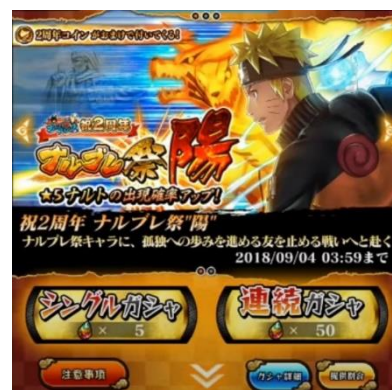 2周年コインがおまけで付いてくる!
祝2周年
ナルブレ祭 陽
★5 ナルトの出現確率アップ!
祝2周年 ナルブレ祭"陽"
ナルブレ祭キャラに、孤独への歩みを進める友を止める戦いへと赴く
2018/09/04 03:59まで
シングルガシャ
× 5
連続ガシャ
× 50
注意事項
ガシャ詳細
提供割合